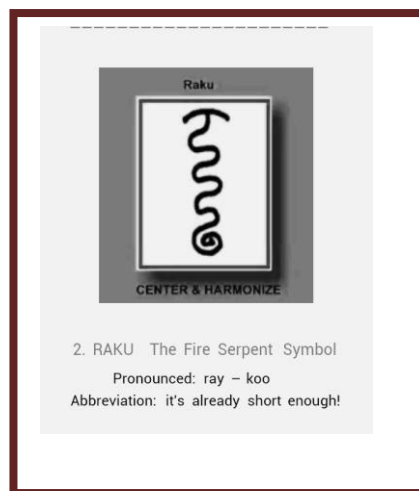 Raku
CENTER & HARMONIZE
2. RAKU The Fire Serpent Symbol
Pronounced: ray – koo
Abbreviation: it's already short enough!